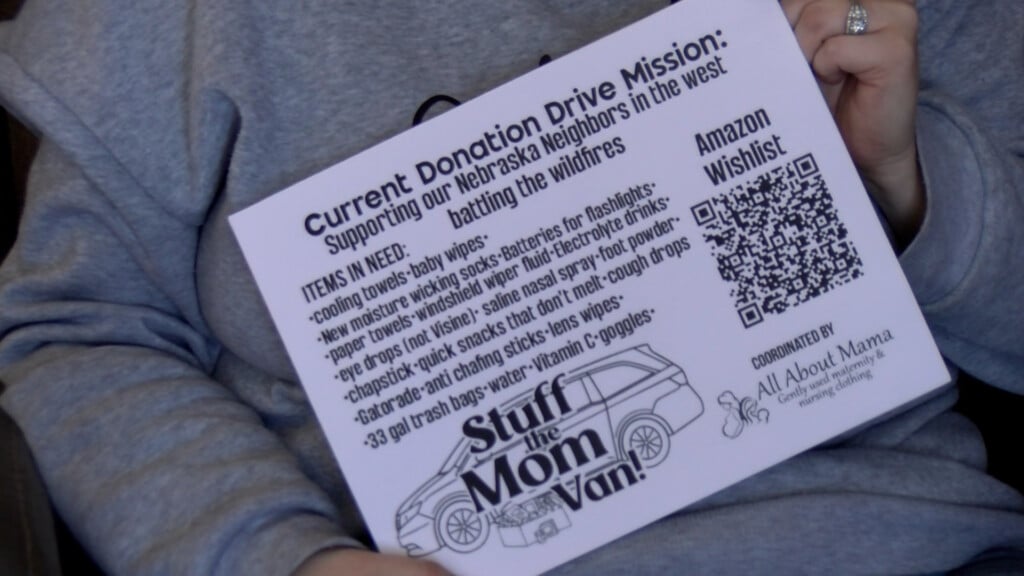 Current Donation Drive Mission:
Supporting our Nebraska Neighbors in the west
battling the wildfires
ITEMS IN NEED:
•cooling towels•baby wipes•
•New moisture wicking socks•Batteries for flashlights•
•paper towels•windshield wiper fluid•Electrolyte drinks•
•eye drops (not Visine)• saline nasal spray•foot powder•
•chapstick•quick snacks that don't melt•cough drops
•Gatorade•anti chafing sticks•lens wipes•
•33 gal trash bags•water•Vitamin C•goggles•
Stuff
the
Mom
Van!
Amazon
Wishlist
COORDINATED BY
All About Mama
Gently used maternity &
nursing clothing